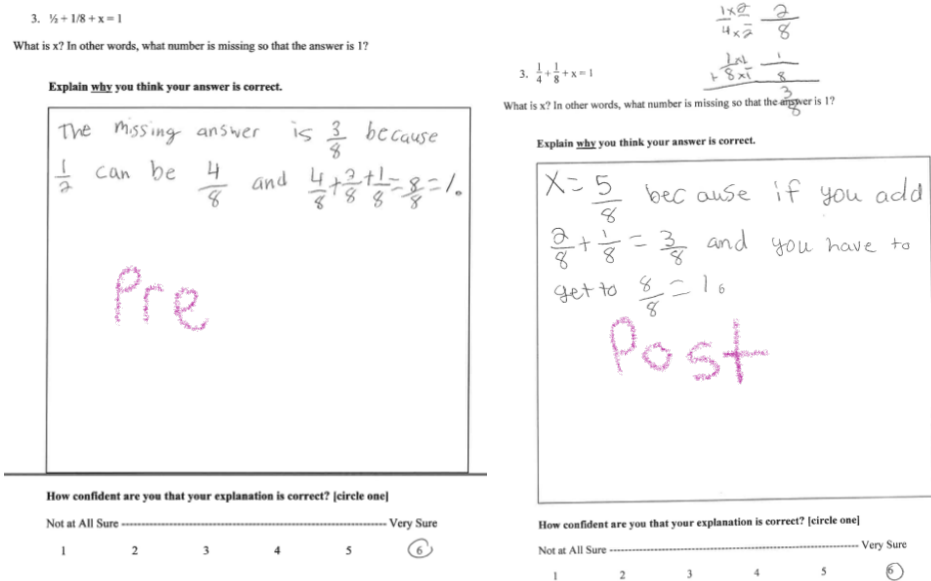 3. ½ + 1/8 + x = 1
What is x? In other words, what number is missing so that the answer is 1?
Explain why you think your answer is correct.
The missing answer is 3/8 because
1/2 can be 4/8 and 4/8 + 3/8 + 1/8 = 8/8 = 1.
Pre
How confident are you that your explanation is correct? [circle one]
Not at All Sure ---------- Very Sure
1 2 3 4 5 6
1x2/4x2 2/8
+ 1x1/8x1 1/8
3/8
3. 1/4 + 1/8 + x = 1
What is x? In other words, what number is missing so that the answer is 1?
Explain why you think your answer is correct.
X = 5/8 because if you add
2/8 + 1/8 = 3/8 and you have to
get to 8/8 = 1.
Post
How confident are you that your explanation is correct? [circle one]
Not at All Sure ---------- Very Sure
1 2 3 4 5 6